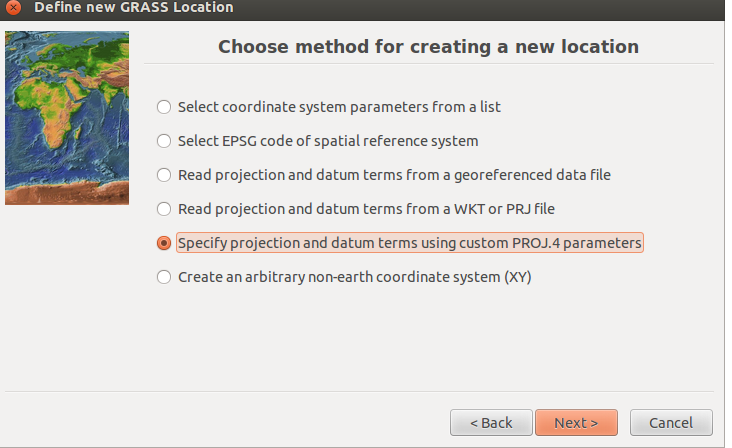 Define new GRASS Location
Choose method for creating a new location
Select coordinate system parameters from a list
Select EPSG code of spatial reference system
Read projection and datum terms from a georeferenced data file
Read projection and datum terms from a WKT or PRJ file
Specify projection and datum terms using custom PROJ.4 parameters
Create an arbitrary non-earth coordinate system (XY)
< Back
Next >
Cancel